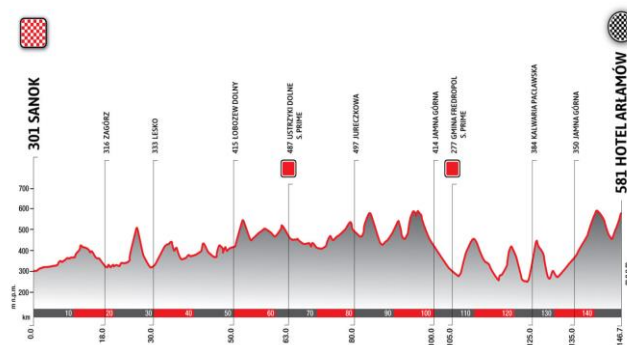 301 SANOK
316 ZAGÓRZ
333 LESKO
415 ŁOBOZEW DOLNY
487 USTRZYKI DOLNE
S. PRIME
497 JURECZKOWA
414 JAMNA GÓRNA
277 GMINA FREDROPOL
S. PRIME
384 KALWARIA PACŁAWSKA
350 JAMNA GÓRNA
581 HOTEL ARŁAMÓW
700
600
500
400
300
200
m n.p.m.
km
10 20 30 40 50 60 70 80 90 100 110 120 130 140
0.0 18.0 30.0 50.0 63.0 80.0 100.0 105.0 125.0 135.0 146.7